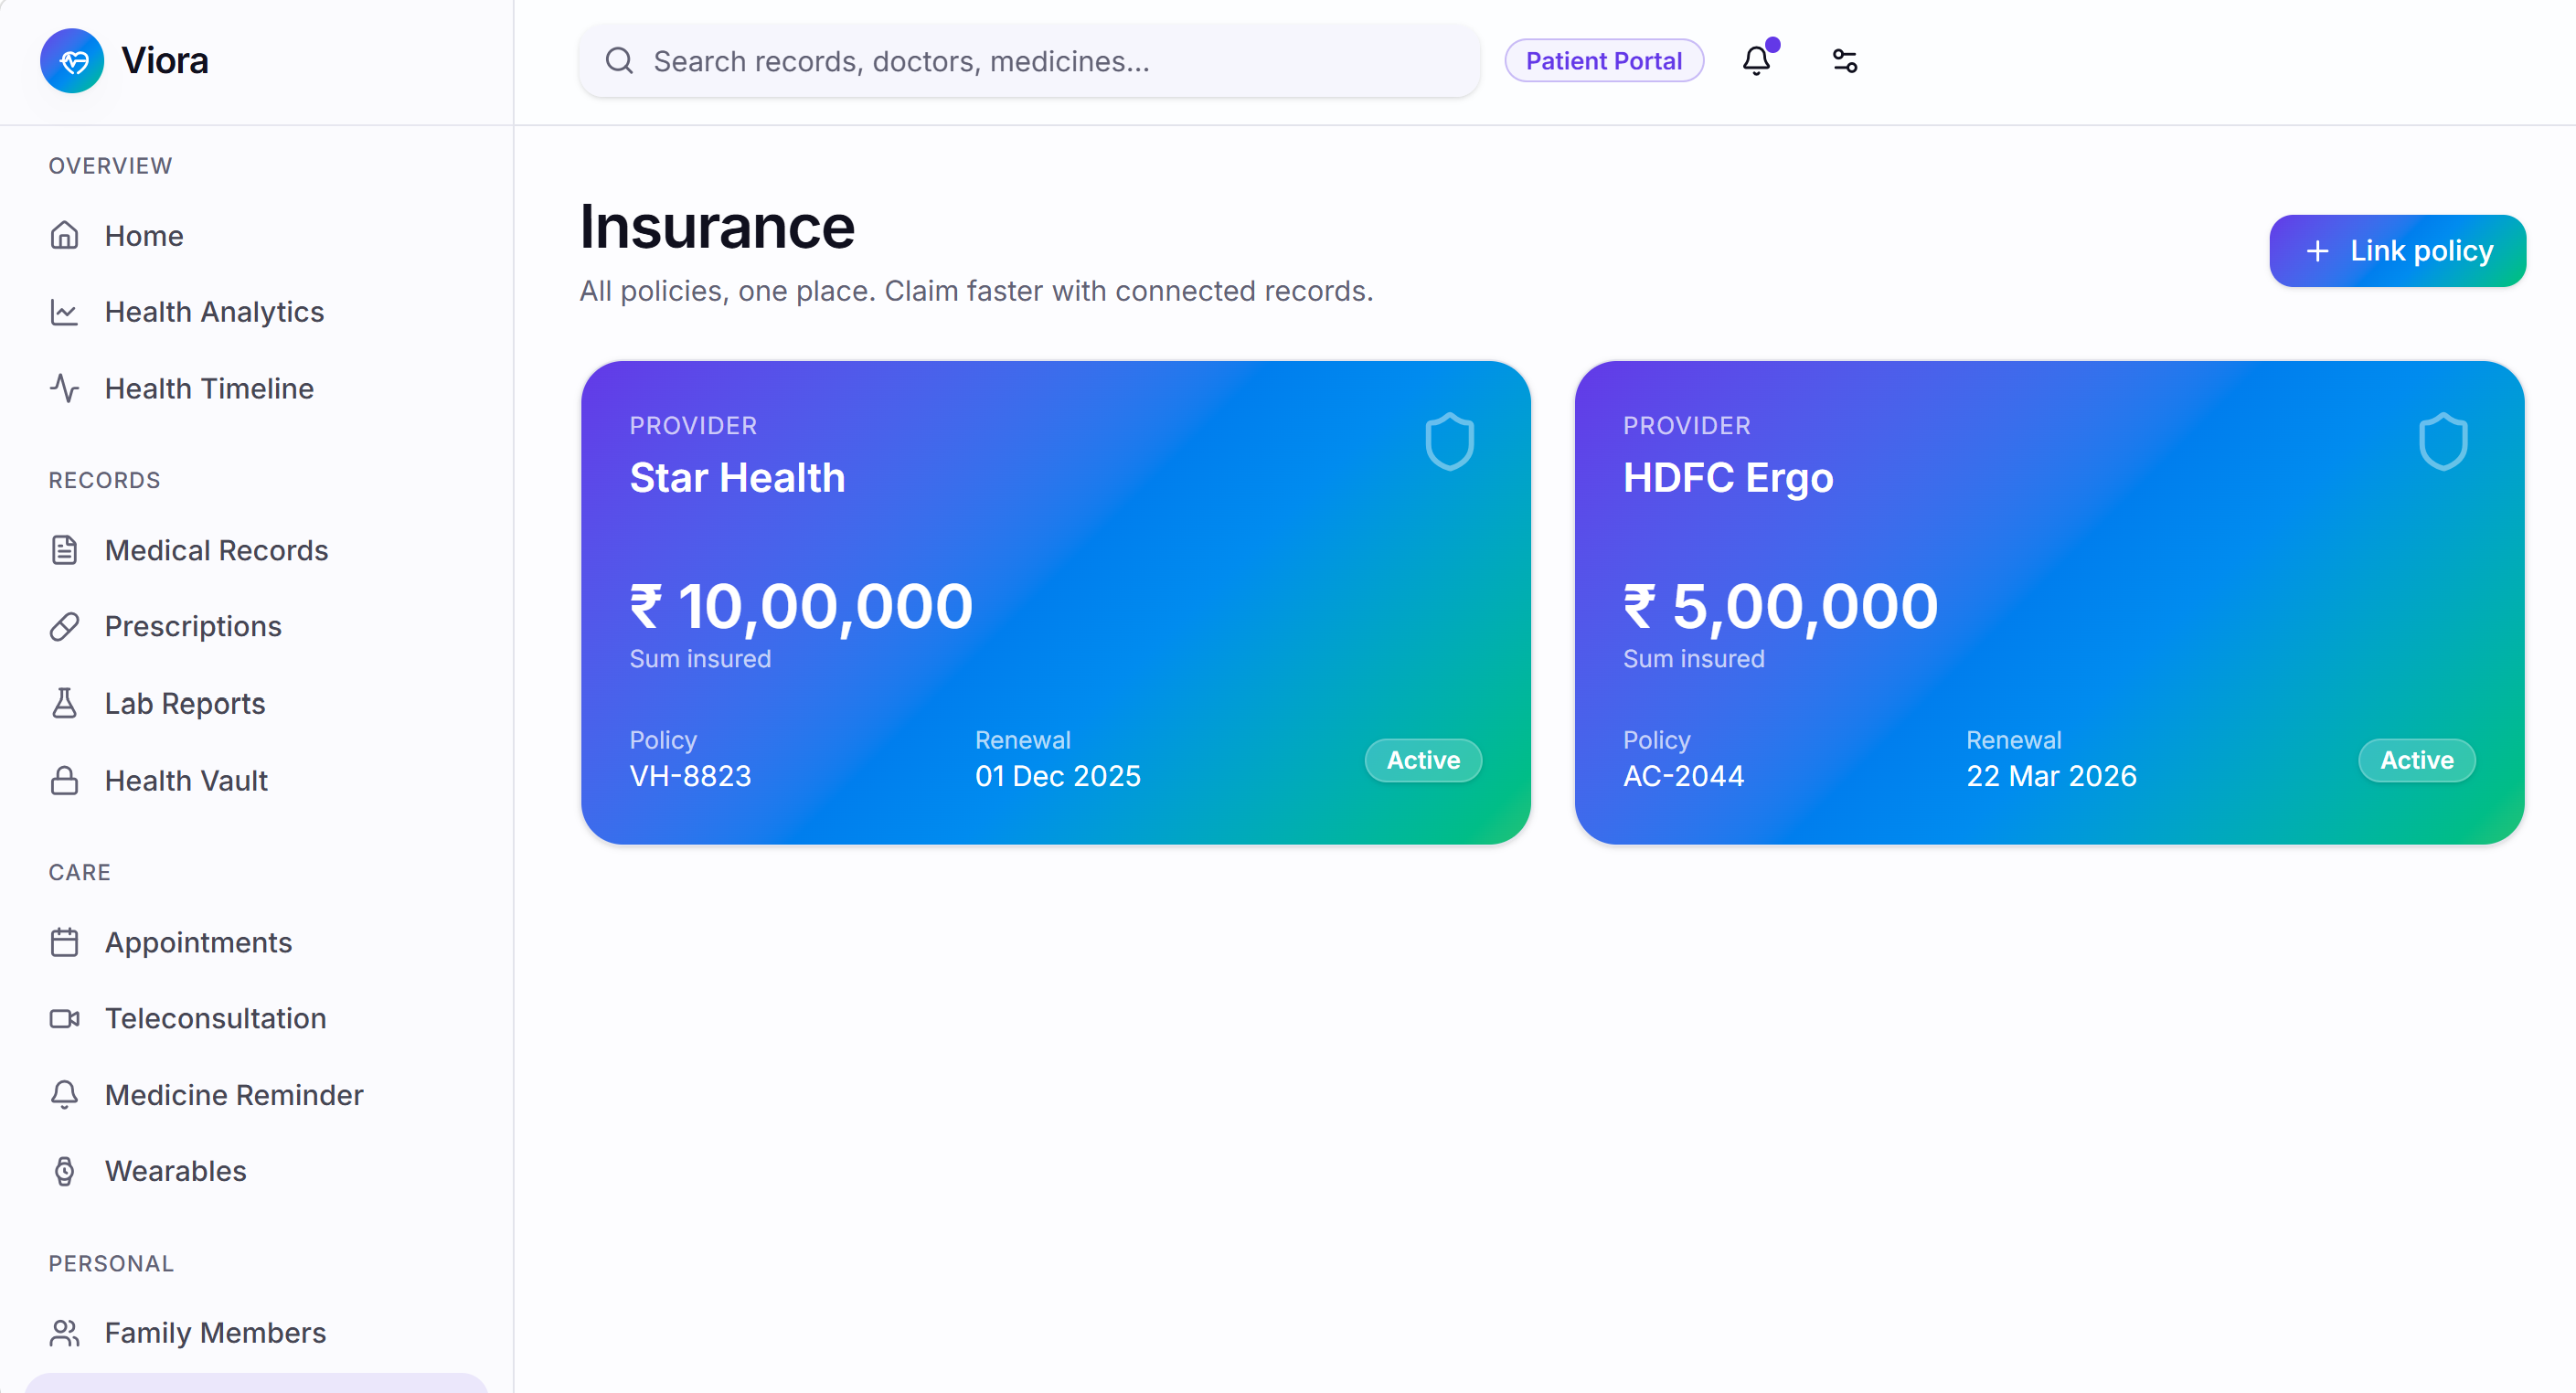 Viora
Search records, doctors, medicines...
Patient Portal
OVERVIEW
Home
Health Analytics
Health Timeline
RECORDS
Medical Records
Prescriptions
Lab Reports
Health Vault
CARE
Appointments
Teleconsultation
Medicine Reminder
Wearables
PERSONAL
Family Members
Insurance
All policies, one place. Claim faster with connected records.
Link policy
PROVIDER
Star Health
₹ 10,00,000
Sum insured
Policy
VH-8823
Renewal
01 Dec 2025
Active
PROVIDER
HDFC Ergo
₹ 5,00,000
Sum insured
Policy
AC-2044
Renewal
22 Mar 2026
Active